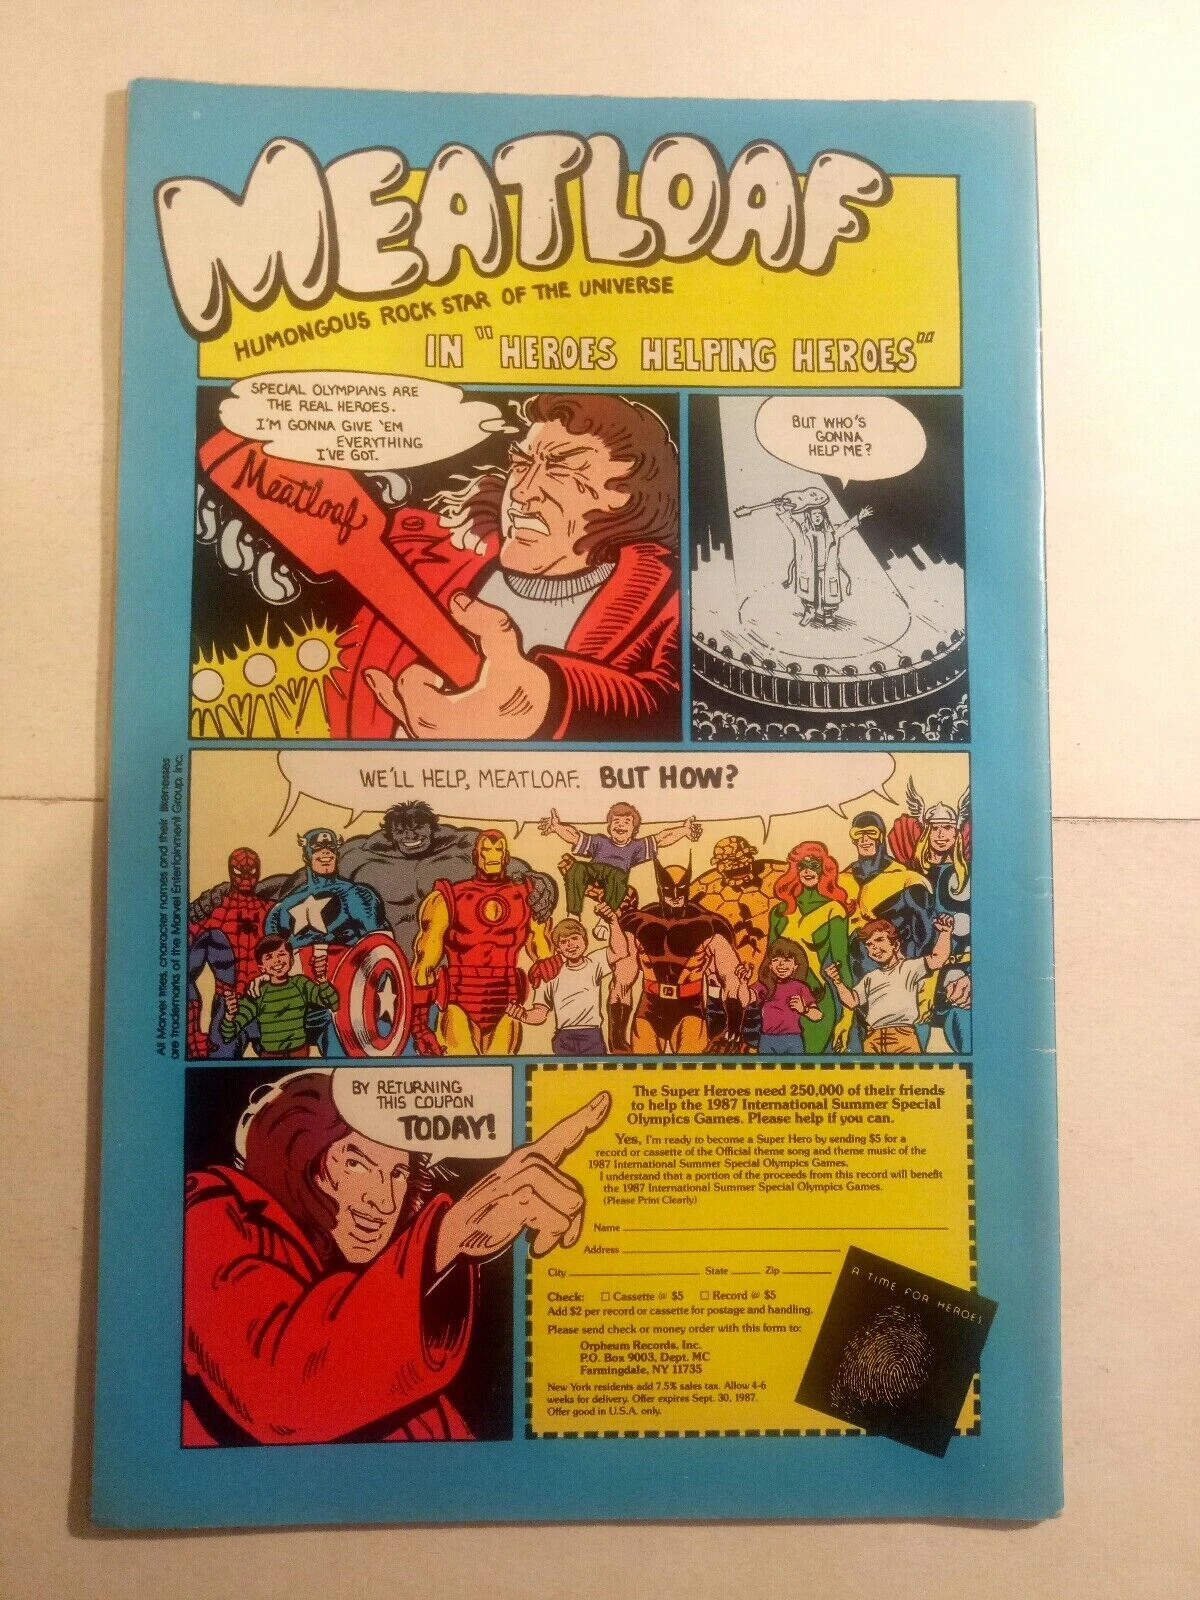 MEATLOAF
HUMONGOUS ROCK STAR OF THE UNIVERSE
IN "HEROES HELPING HEROES"
SPECIAL OLYMPIANS ARE
THE REAL HEROES.
I'M GONNA GIVE 'EM
EVERYTHING
I'VE GOT.
Meatloaf
BUT WHO'S
GONNA
HELP ME?
WE'LL HELP, MEATLOAF. BUT HOW?
All Marvel titles, character names and their likenesses
are trademarks of the Marvel Entertainment Group, Inc.
BY RETURNING
THIS COUPON
TODAY!
The Super Heroes need 250,000 of their friends
to help the 1987 International Summer Special
Olympics Games. Please help if you can.
Yes, I'm ready to become a Super Hero by sending $5 for a
record or cassette of the Official theme song and theme music of the
1987 International Summer Special Olympics Games.
I understand that a portion of the proceeds from this record will benefit
the 1987 International Summer Special Olympics Games.
(Please Print Clearly)
Name
Address
City State Zip
Check: ☐ Cassette @ $5 ☐ Record @ $5
Add $2 per record or cassette for postage and handling.
Please send check or money order with this form to:
Orpheum Records, Inc.
P.O. Box 9003, Dept. MC
Farmingdale, NY 11735
New York residents add 7.5% sales tax. Allow 4-6
weeks for delivery. Offer expires Sept. 30, 1987.
Offer good in U.S.A. only.
A TIME FOR HEROES